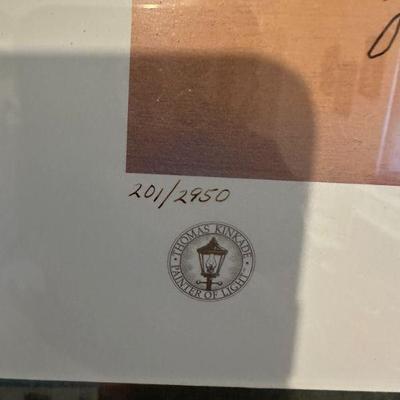 201/2950
THOMAS KINKADE
PAINTER OF LIGHT